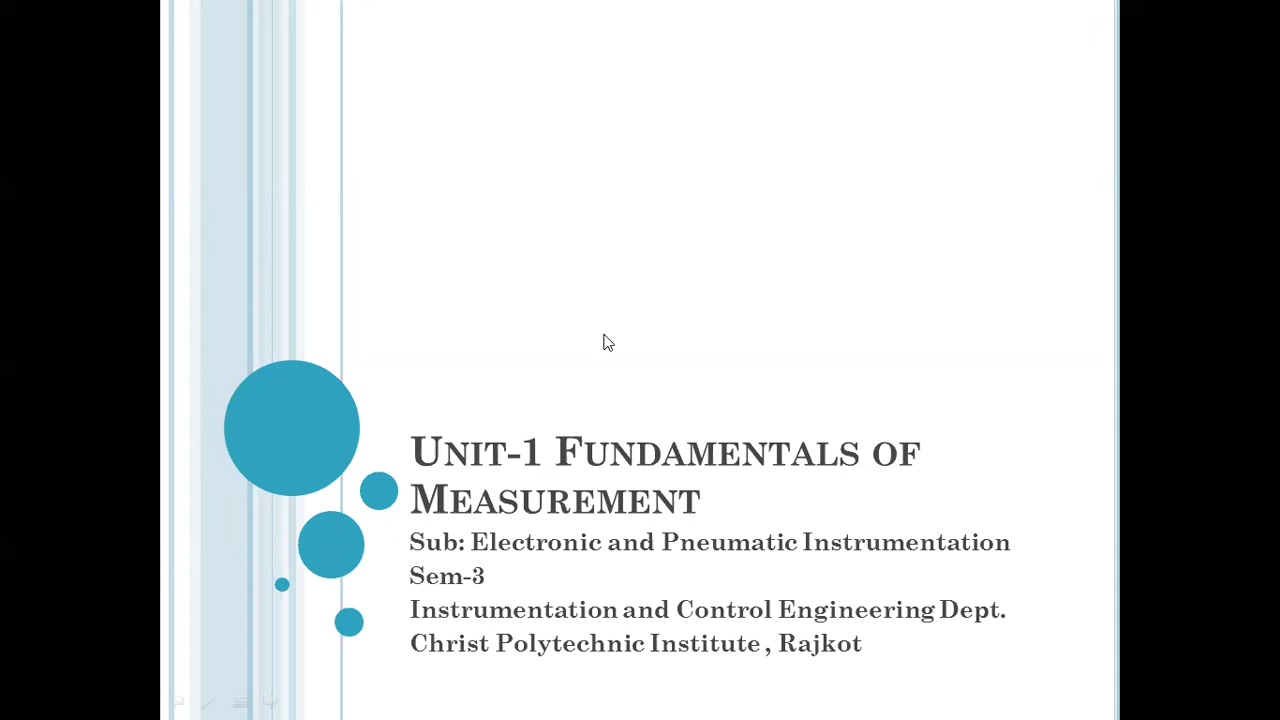 Unit-1 Fundamentals of
Measurement
Sub: Electronic and Pneumatic Instrumentation
Sem-3
Instrumentation and Control Engineering Dept.
Christ Polytechnic Institute , Rajkot